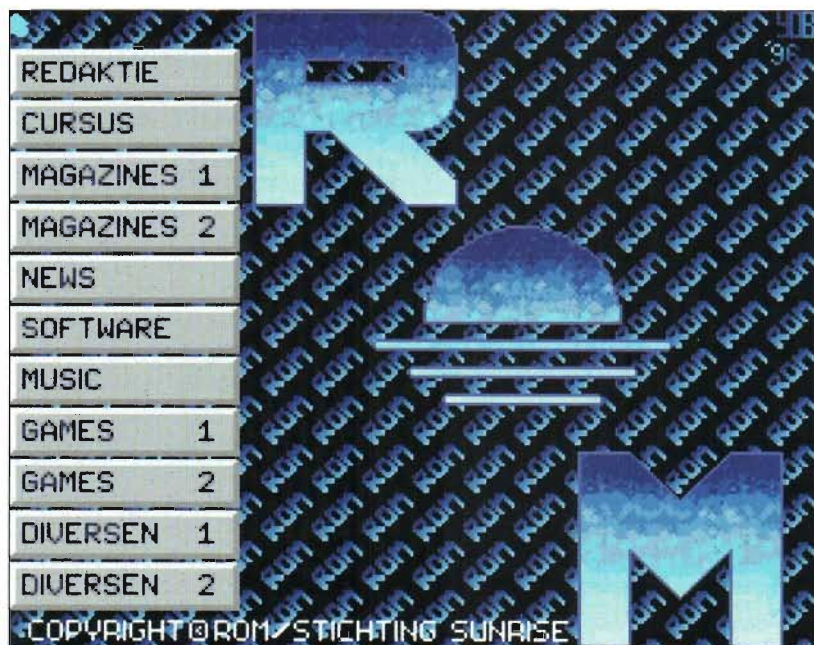 REDAKTIE
CURSUS
MAGAZINES 1
MAGAZINES 2
NEWS
SOFTWARE
MUSIC
GAMES 1
GAMES 2
DIVERSEN 1
DIVERSEN 2
R
M
COPYRIGHT©ROM/STICHTING SUNRISE